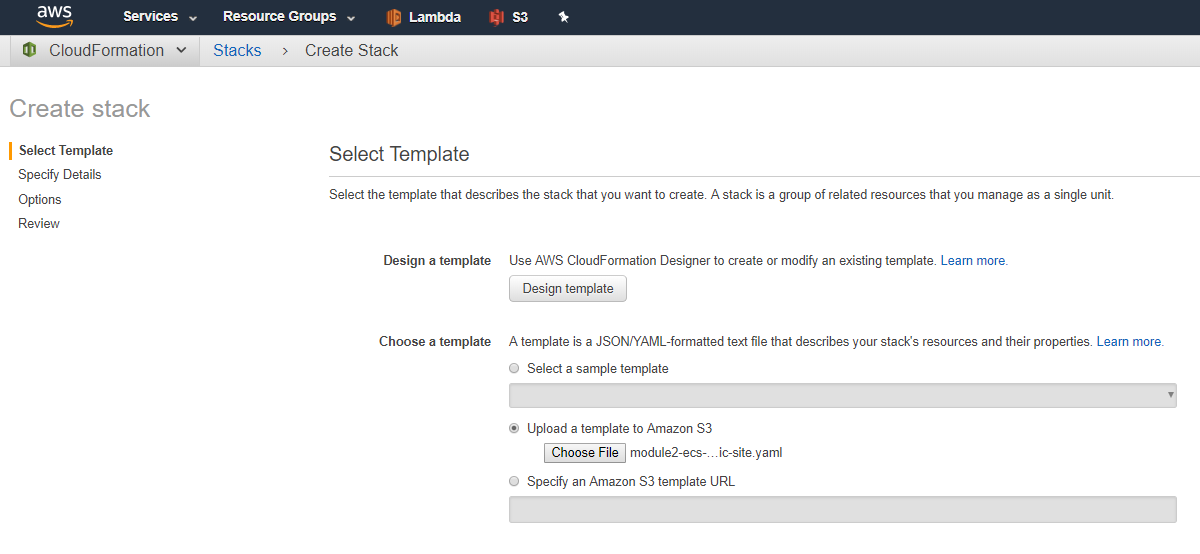 aws Services Resource Groups Lambda S3
CloudFormation Stacks > Create Stack
Create stack
Select Template
Specify Details
Options
Review
Select Template
Select the template that describes the stack that you want to create. A stack is a group of related resources that you manage as a single unit.
Design a template Use AWS CloudFormation Designer to create or modify an existing template. Learn more.
Design template
Choose a template A template is a JSON/YAML-formatted text file that describes your stack's resources and their properties. Learn more.
Select a sample template
Upload a template to Amazon S3
Choose File module2-ecs-…ic-site.yaml
Specify an Amazon S3 template URL